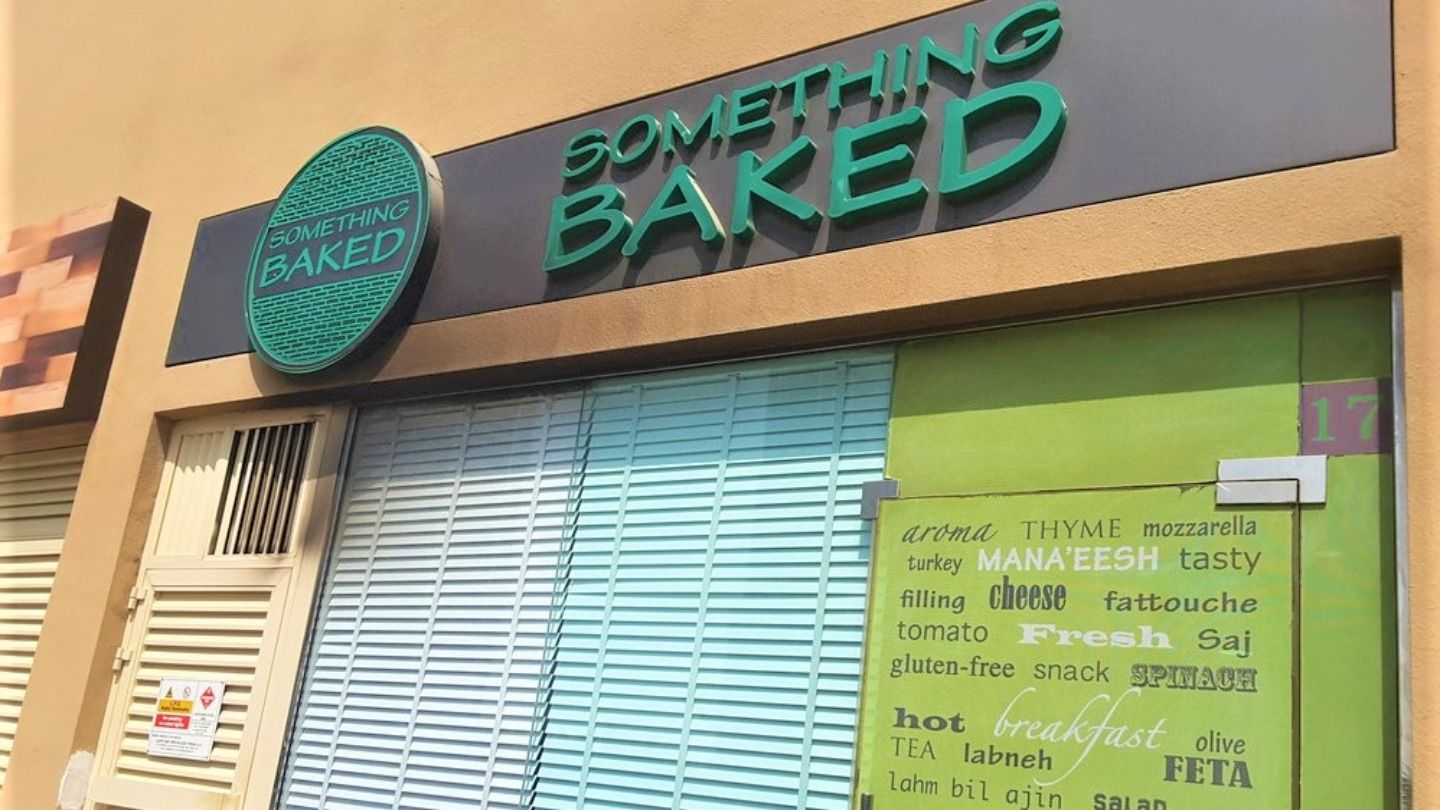 SOMETHING
BAKED
SOMETHING
BAKED
17
aroma THYME mozzarella
turkey MANA'EESH tasty
filling cheese fattouche
tomato Fresh Saj
gluten-free snack SPINACH
hot breakfast olive
TEA labneh FETA
lahm bil ajin SALAD